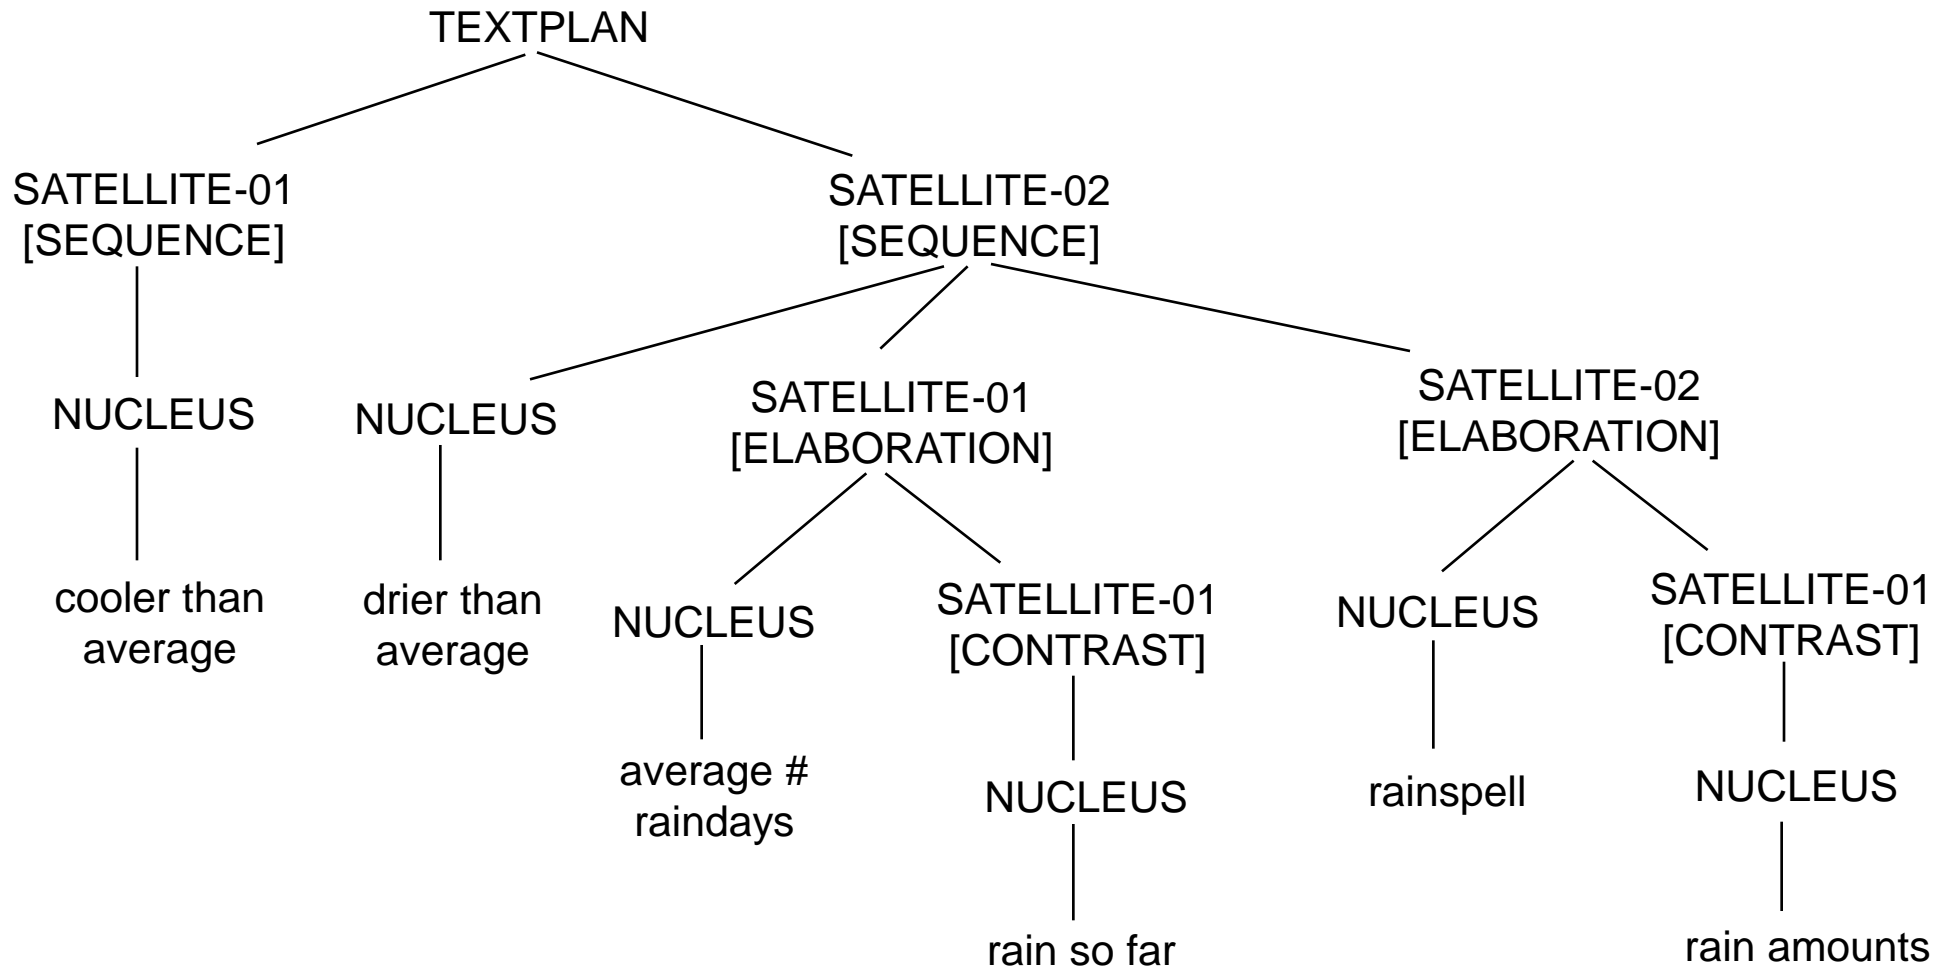 TEXTPLAN
SATELLITE-01
[SEQUENCE]
SATELLITE-02
[SEQUENCE]
NUCLEUS
NUCLEUS
SATELLITE-01
[ELABORATION]
SATELLITE-02
[ELABORATION]
cooler than
average
drier than
average
NUCLEUS
SATELLITE-01
[CONTRAST]
NUCLEUS
SATELLITE-01
[CONTRAST]
average #
raindays
NUCLEUS
rainspell
NUCLEUS
rain so far
rain amounts